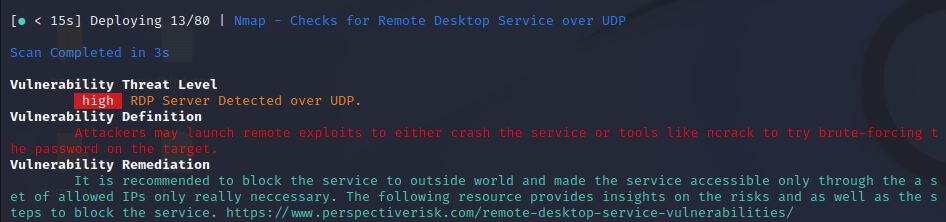 [● < 15s] Deploying 13/80 | Nmap - Checks for Remote Desktop Service over UDP
Scan Completed in 3s
Vulnerability Threat Level
high RDP Server Detected over UDP.
Vulnerability Definition
Attackers may launch remote exploits to either crash the service or tools like ncrack to try brute-forcing t
he password on the target.
Vulnerability Remediation
It is recommended to block the service to outside world and made the service accessible only through the a s
et of allowed IPs only really neccessary. The following resource provides insights on the risks and as well as the s
teps to block the service. https://www.perspectiverisk.com/remote-desktop-service-vulnerabilities/